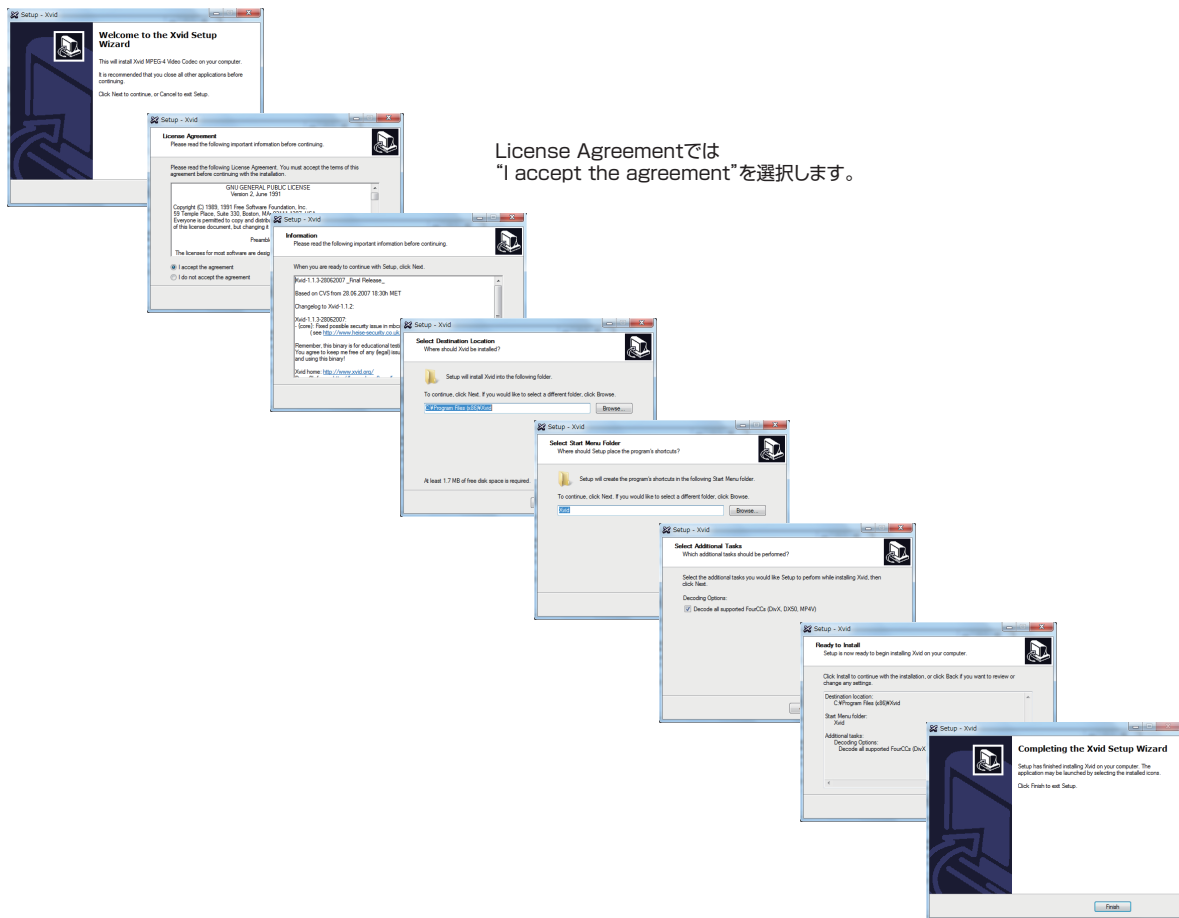 Setup - Xvid
Welcome to the Xvid Setup
Wizard
This will install Xvid MPEG-4 Video Codec on your computer.
It is recommended that you close all other applications before
continuing.
Click Next to continue, or Cancel to exit Setup.
Setup - Xvid
License Agreement
Please read the following important information before continuing.
Please read the following License Agreement. You must accept the terms of this
agreement before continuing with the installation.
GNU GENERAL PUBLIC LICENSE
Version 2, June 1991
Copyright (C) 1989, 1991 Free Software Foundation, Inc.
59 Temple Place, Suite 330, Boston, MA 02111-1307, USA
Everyone is permitted to copy and distribu
of this license document, but changing it
Preambl
The licenses for most software are desig
I accept the agreement
I do not accept the agreement
License Agreementでは
“I accept the agreement”を選択します。
Setup - Xvid
Information
Please read the following important information before continuing.
When you are ready to continue with Setup, click Next.
Xvid-1.1.3-28062007 _Final Release_
Based on CVS from 28.06.2007 18:30h MET
Changelog to Xvid-1.1.2:
Xvid-1.1.3-28062007:
- (core): Fixed possible security issue in mbco
( see http://www.heise-security.co.uk
Remember, this binary is for educational testi
You agree to keep me free of any (legal) issu
and using this binary!
Xvid home: http://www.xvid.org/
Setup - Xvid
Select Destination Location
Where should Xvid be installed?
Setup will install Xvid into the following folder.
To continue, click Next. If you would like to select a different folder, click Browse.
C:¥Program Files (x86)¥Xvid
Browse...
At least 1.7 MB of free disk space is required.
Setup - Xvid
Select Start Menu Folder
Where should Setup place the program's shortcuts?
Setup will create the program's shortcuts in the following Start Menu folder.
To continue, click Next. If you would like to select a different folder, click Browse.
Xvid
Browse...
Setup - Xvid
Select Additional Tasks
Which additional tasks should be performed?
Select the additional tasks you would like Setup to perform while installing Xvid, then
click Next.
Decoding Options:
Decode all supported FourCCs (DivX, DX50, MP4V)
Setup - Xvid
Ready to Install
Setup is now ready to begin installing Xvid on your computer.
Click Install to continue with the installation, or click Back if you want to review or
change any settings.
Destination location:
C:¥Program Files (x86)¥Xvid
Start Menu folder:
Xvid
Additional tasks:
Decoding Options:
Decode all supported FourCCs (DivX
Setup - Xvid
Completing the Xvid Setup Wizard
Setup has finished installing Xvid on your computer. The
application may be launched by selecting the installed icons.
Click Finish to exit Setup.
Finish